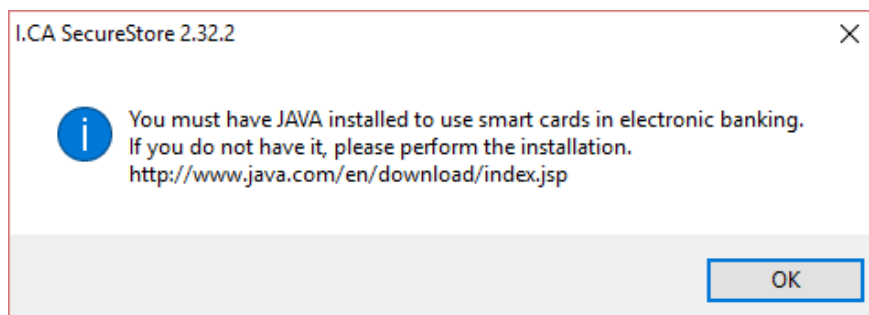 I.CA SecureStore 2.32.2
You must have JAVA installed to use smart cards in electronic banking.
If you do not have it, please perform the installation.
http://www.java.com/en/download/index.jsp
OK